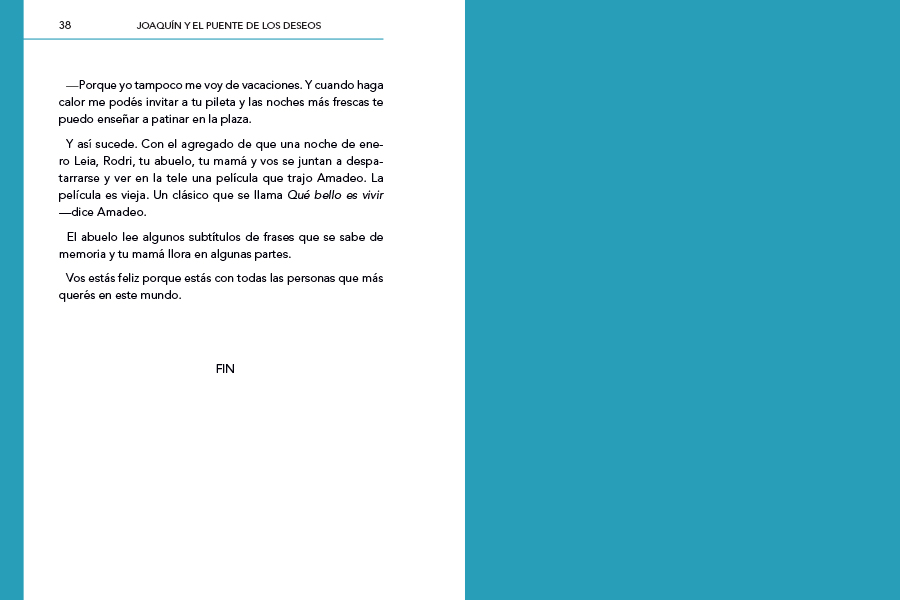 38
JOAQUÍN Y EL PUENTE DE LOS DESEOS
—Porque yo tampoco me voy de vacaciones. Y cuando haga
calor me podés invitar a tu pileta y las noches más frescas te
puedo enseñar a patinar en la plaza.
Y así sucede. Con el agregado de que una noche de ene-
ro Leia, Rodri, tu abuelo, tu mamá y vos se juntan a despa-
tarrarse y ver en la tele una película que trajo Amadeo. La
película es vieja. Un clásico que se llama Qué bello es vivir
—dice Amadeo.
El abuelo lee algunos subtítulos de frases que se sabe de
memoria y tu mamá llora en algunas partes.
Vos estás feliz porque estás con todas las personas que más
querés en este mundo.
FIN